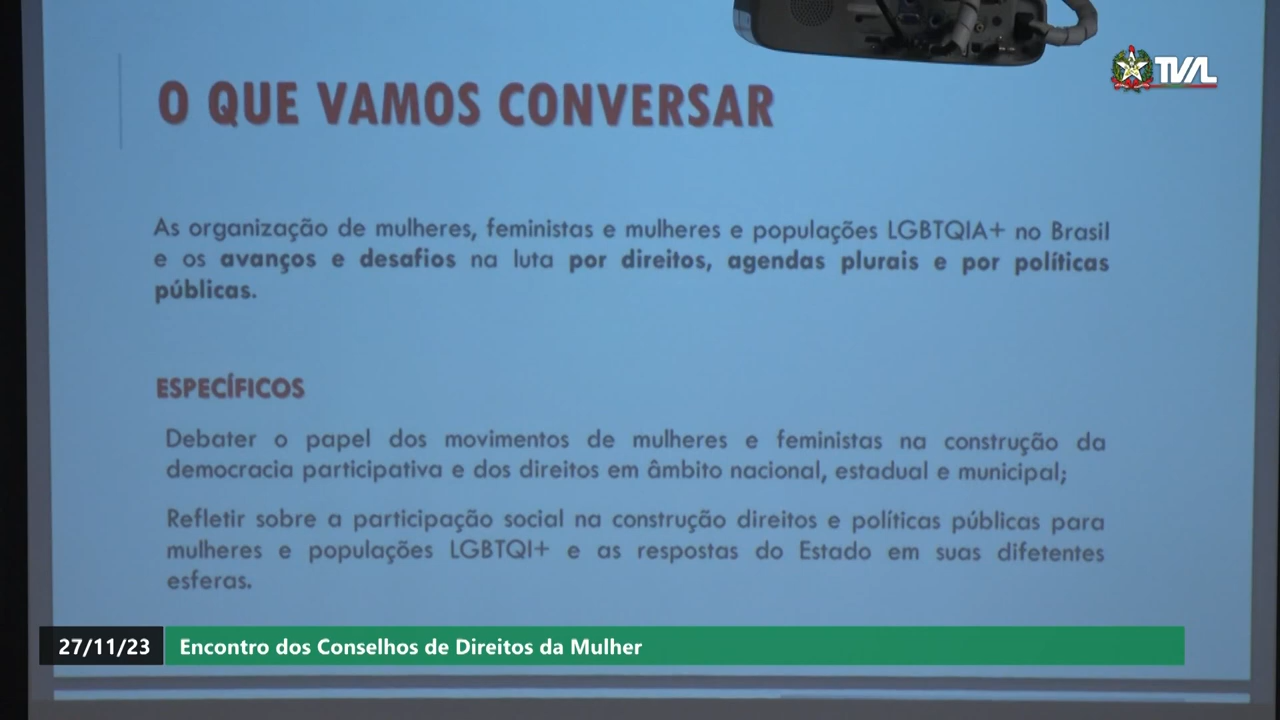 TVAL
O QUE VAMOS CONVERSAR
As organização de mulheres, feministas e mulheres e populações LGBTQIA+ no Brasil
e os avanços e desafios na luta por direitos, agendas plurais e por políticas
públicas.
ESPECÍFICOS
Debater o papel dos movimentos de mulheres e feministas na construção da
democracia participativa e dos direitos em âmbito nacional, estadual e municipal;
Refletir sobre a participação social na construção direitos e políticas públicas para
mulheres e populações LGBTQI+ e as respostas do Estado em suas difetentes
esferas.
27/11/23 Encontro dos Conselhos de Direitos da Mulher